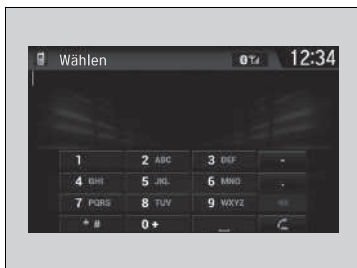 Wählen 12:34
1 2 ABC 3 DEF -
4 GHI 5 JKL 6 MNO .
7 PQRS 8 TUV 9 WXYZ
* # 0 +